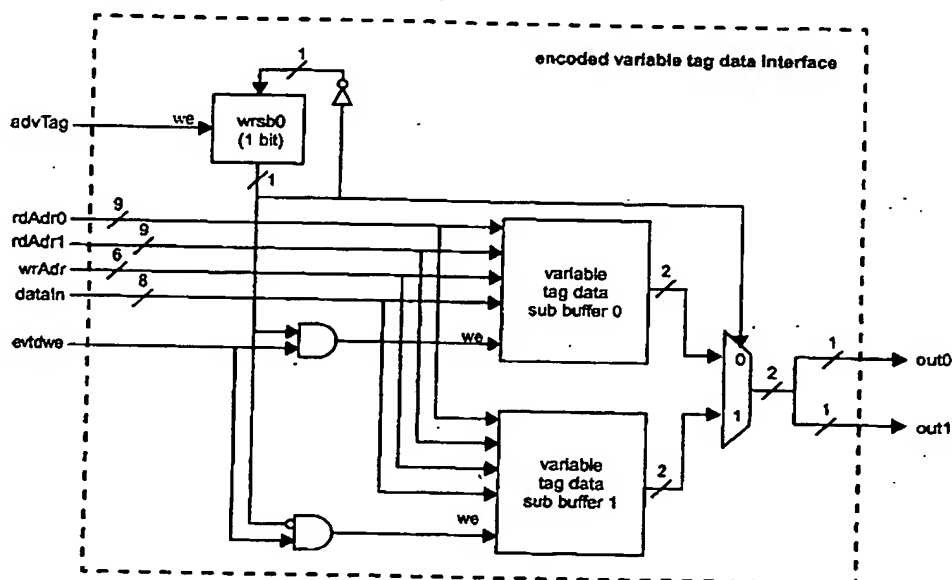 encoded variable tag data interface
1
advTag
we
wrsb0
(1 bit)
1
rdAdr0
9
rdAdr1
9
wrAdr
6
dataIn
8
evtdwe
variable
tag data
sub buffer 0
we
2
0
1
2
1
out0
1
out1
variable
tag data
sub buffer 1
we
2